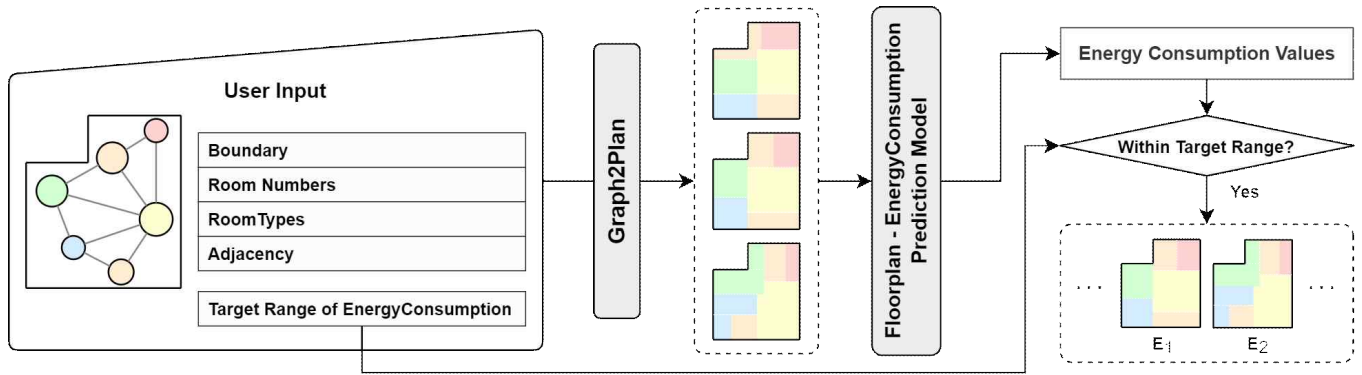 User Input
Boundary
Room Numbers
RoomTypes
Adjacency
Target Range of EnergyConsumption
Graph2Plan
Floorplan - EnergyConsumption
Prediction Model
Energy Consumption Values
Within Target Range?
Yes
...
...
E1
E2